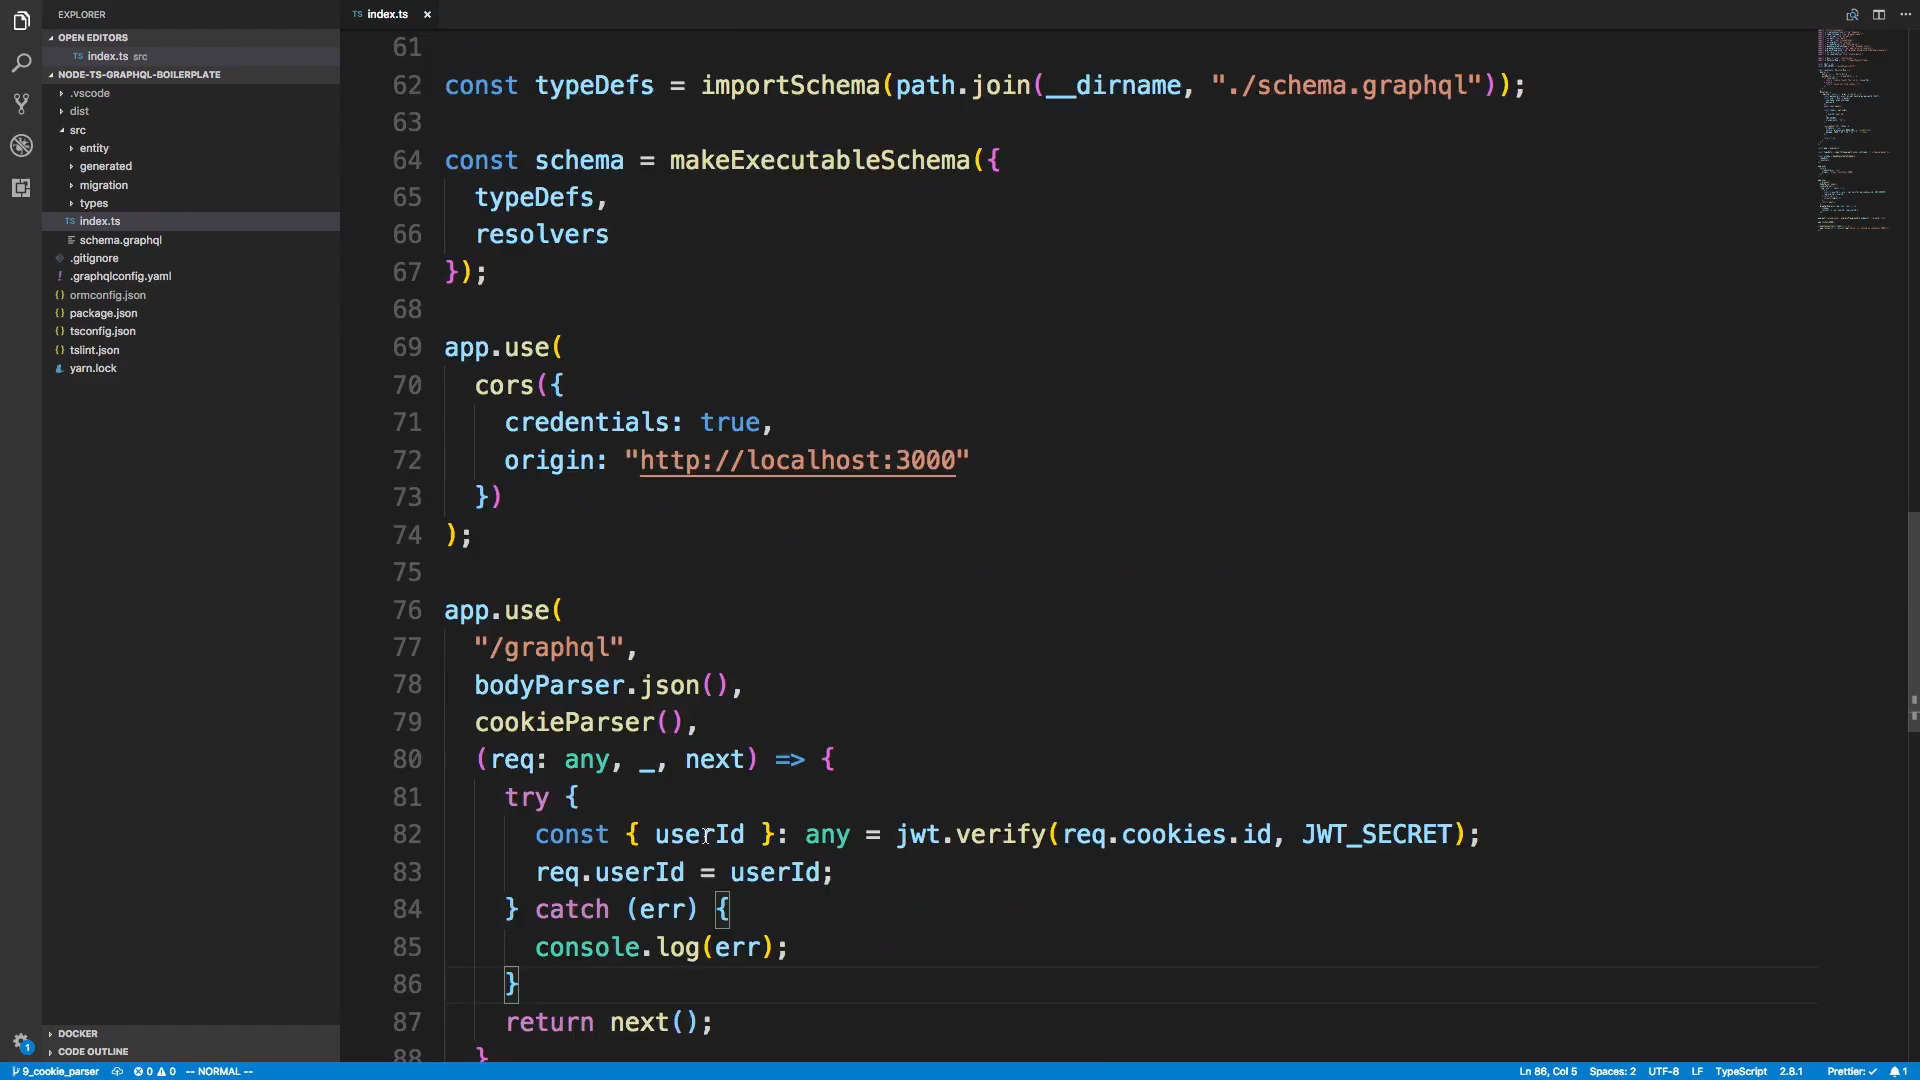 EXPLORER
OPEN EDITORS
TS index.ts src
NODE-TS-GRAPHQL-BOILERPLATE
.vscode
dist
src
entity
generated
migration
types
TS index.ts
schema.graphql
.gitignore
! .graphqlconfig.yaml
{} ormconfig.json
{} package.json
{} tsconfig.json
{} tslint.json
yarn.lock
DOCKER
CODE OUTLINE
1
TS index.ts ×
61
62 const typeDefs = importSchema(path.join(__dirname, "./schema.graphql"));
63
64 const schema = makeExecutableSchema({
65 typeDefs,
66 resolvers
67 });
68
69 app.use(
70 cors({
71 credentials: true,
72 origin: "http://localhost:3000"
73 })
74 );
75
76 app.use(
77 "/graphql",
78 bodyParser.json(),
79 cookieParser(),
80 (req: any, _, next) => {
81 try {
82 const { userId }: any = jwt.verify(req.cookies.id, JWT_SECRET);
83 req.userId = userId;
84 } catch (err) {
85 console.log(err);
86 }
87 return next();
88 }
9_cookie_parser 0 0 -- NORMAL -- Ln 86, Col 5 Spaces: 2 UTF-8 LF TypeScript 2.8.1 Prettier: ✓ 1